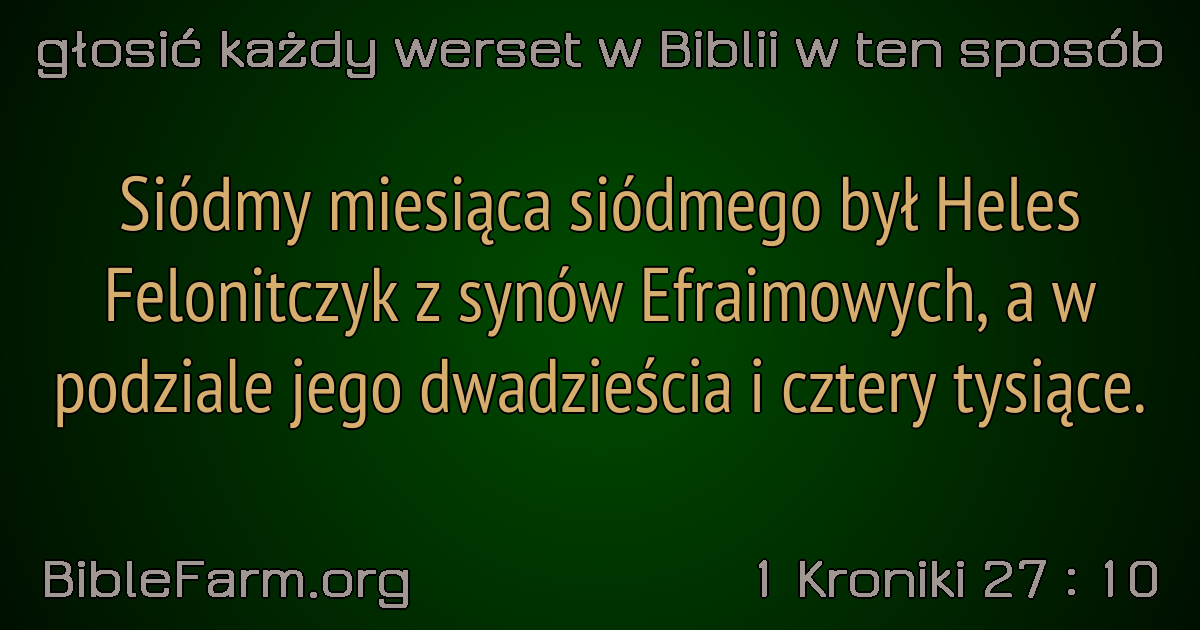 głosić każdy werset w Biblii w ten sposób
Siódmy miesiąca siódmego był Heles
Felonitczyk z synów Efraimowych, a w
podziale jego dwadzieścia i cztery tysiące.
BibleFarm.org
1 Kroniki 27 : 10